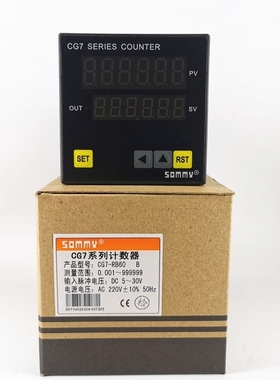 CG7 SERIES COUNTER
PV
OUT
SV
SET
RST
SOMMY®
SOMMY®
CG7系列计数器
产品型号: CG7-RB60 B
测量范围: 0.001~999999
输入脉冲电压: DC 5~30V
电源电压: AC 220V±10% 50Hz
CE